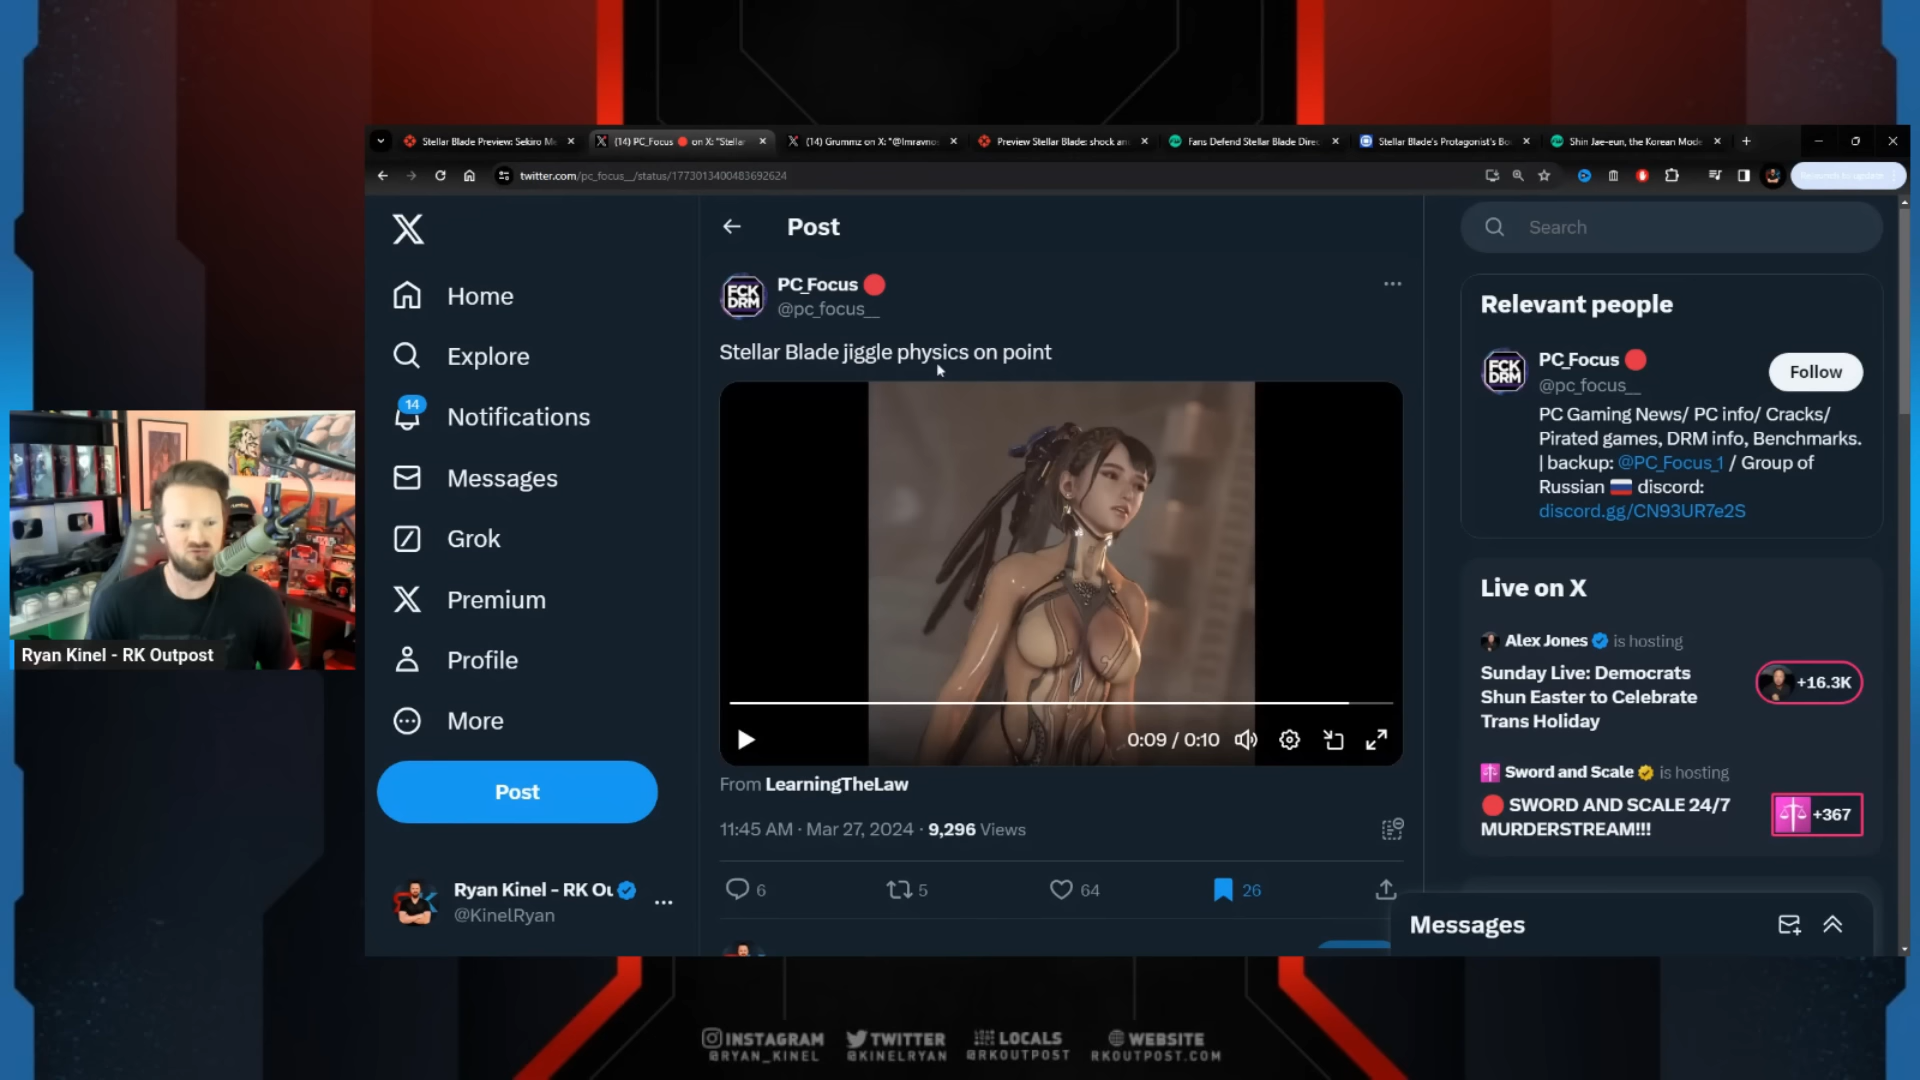 Stellar Blade Preview: Sekiro Me
(14) PC_Focus 🔴 on X: "Stellar
(14) Grummz on X: "@Imravno
Preview Stellar Blade: shock an
Fans Defend Stellar Blade Direc
Stellar Blade's Protagonist's Bo
Shin Jae-eun, the Korean Mode
twitter.com/pc_focus__/status/1773013400483692624
Home
Explore
14
Notifications
Messages
Grok
Premium
Profile
More
Post
Ryan Kinel - RK Ou
@KinelRyan
Post
FCK DRM
PC_Focus 🔴
@pc_focus__
Stellar Blade jiggle physics on point
0:09 / 0:10
From LearningTheLaw
11:45 AM · Mar 27, 2024 · 9,296 Views
6
5
64
26
Search
Relevant people
FCK DRM
PC_Focus 🔴
@pc_focus__
Follow
PC Gaming News/ PC info/ Cracks/
Pirated games, DRM info, Benchmarks.
| backup: @PC_Focus_1 / Group of
Russian 🇷🇺 discord:
discord.gg/CN93UR7e2S
Live on X
Alex Jones is hosting
Sunday Live: Democrats
Shun Easter to Celebrate
Trans Holiday
+16.3K
Sword and Scale is hosting
🔴 SWORD AND SCALE 24/7
MURDERSTREAM!!!
+367
Messages
Ryan Kinel - RK Outpost
INSTAGRAM
@RYAN_KINEL
TWITTER
@KINELRYAN
LOCALS
@RKOUTPOST
WEBSITE
RKOUTPOST.COM